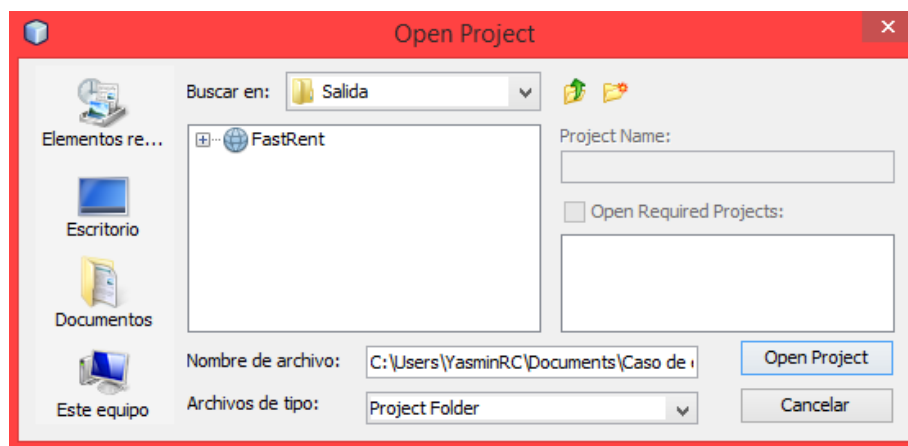 Open Project
Buscar en:
Salida
Elementos re...
Escritorio
Documentos
Este equipo
FastRent
Project Name:
Open Required Projects:
Nombre de archivo:
C:\Users\YasminRC\Documents\Caso de
Open Project
Archivos de tipo:
Project Folder
Cancelar